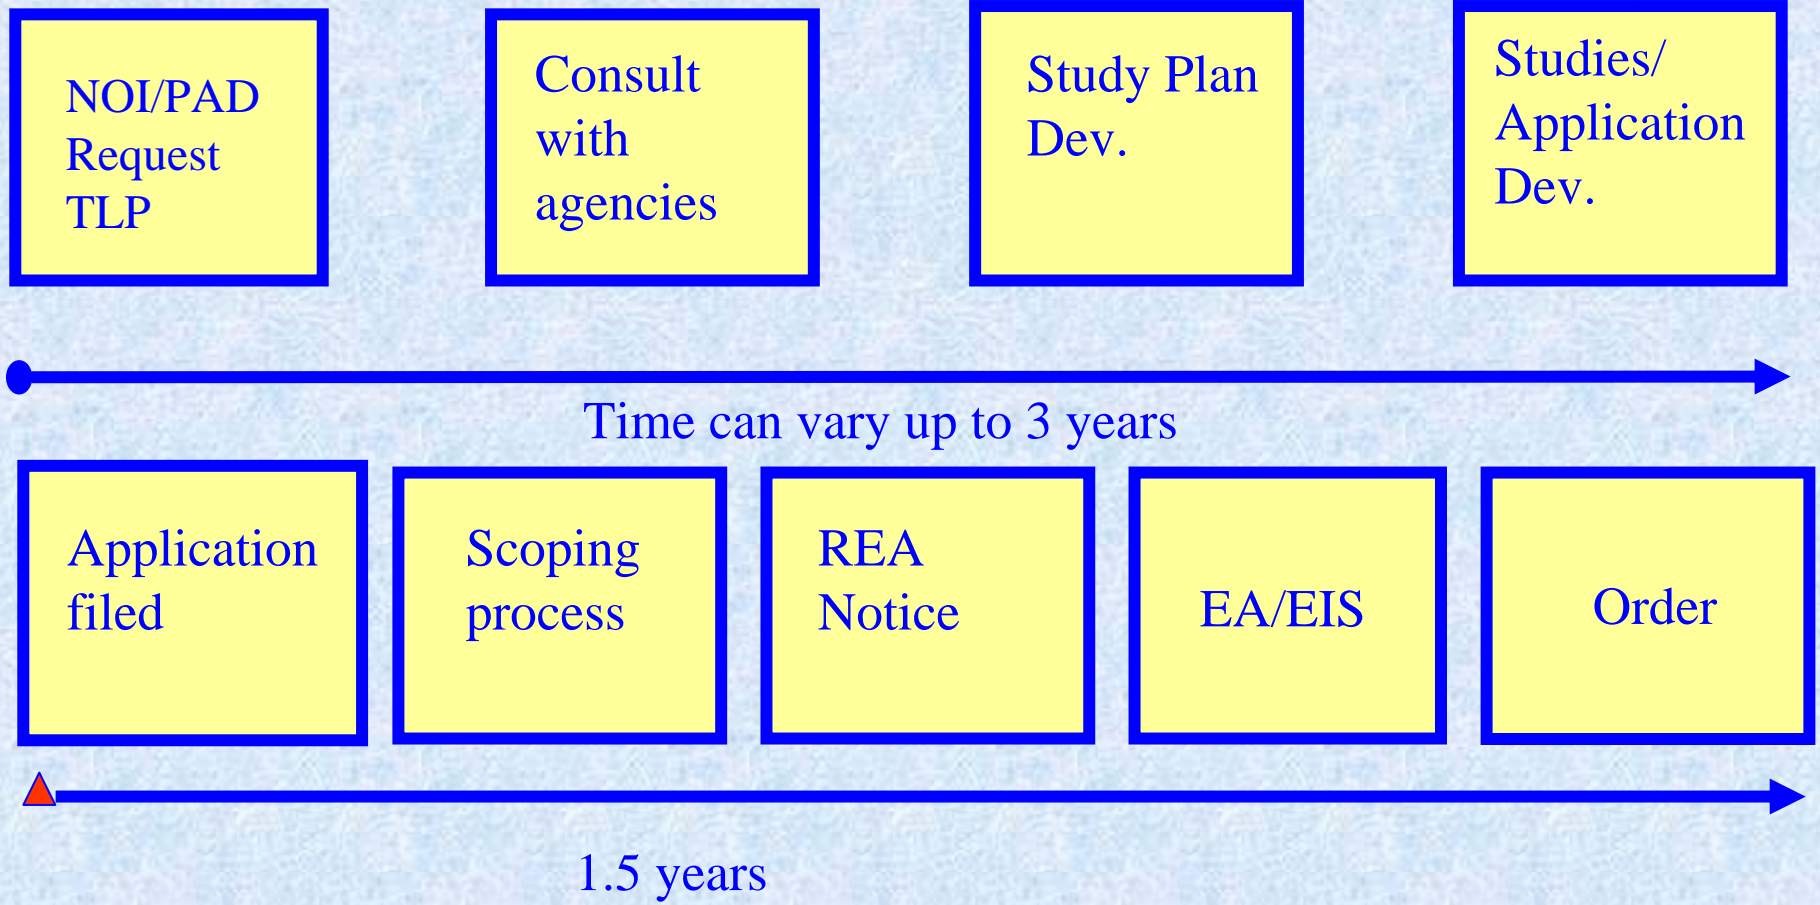 NOI/PAD
Request
TLP
Consult
with
agencies
Study Plan
Dev.
Studies/
Application
Dev.
Time can vary up to 3 years
Application
filed
Scoping
process
REA
Notice
EA/EIS
Order
1.5 years